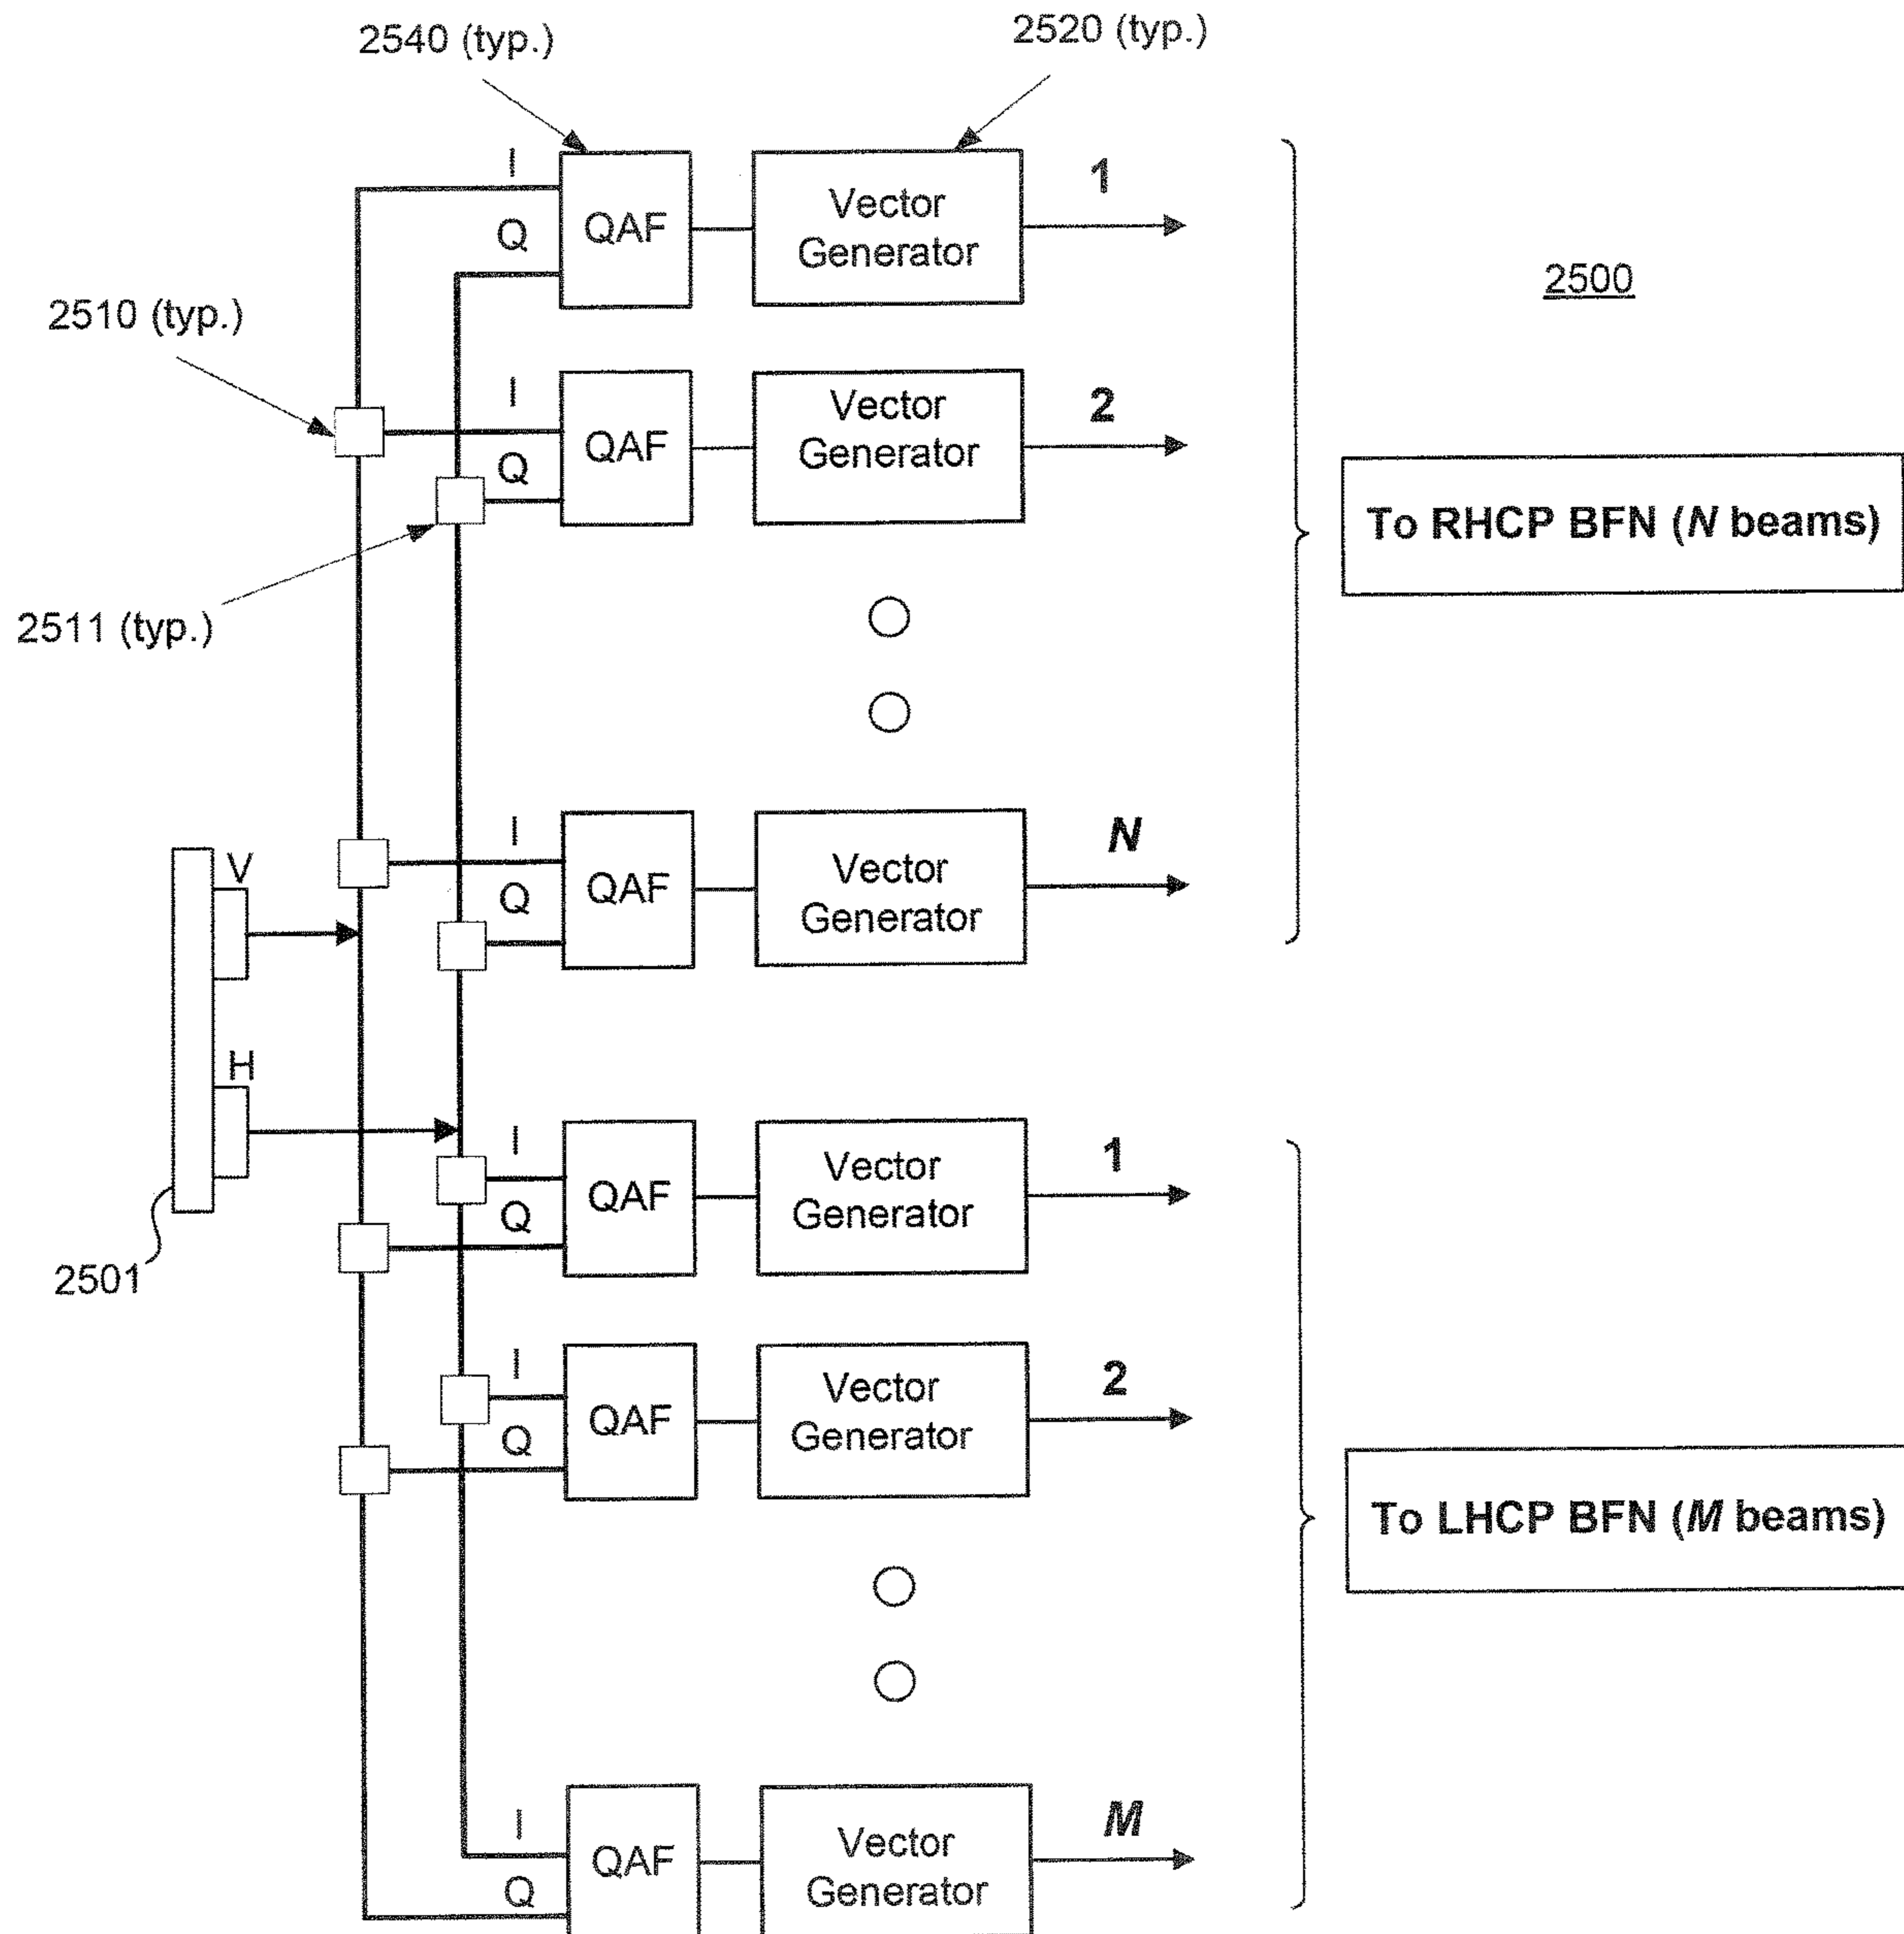 2540 (typ.)
2520 (typ.)
I
Q
QAF
Vector
Generator
1
2500
2510 (typ.)
I
Q
QAF
Vector
Generator
2
To RHCP BFN (N beams)
2511 (typ.)
I
Q
QAF
Vector
Generator
N
V
H
2501
I
Q
QAF
Vector
Generator
1
I
Q
QAF
Vector
Generator
2
To LHCP BFN (M beams)
I
Q
QAF
Vector
Generator
M